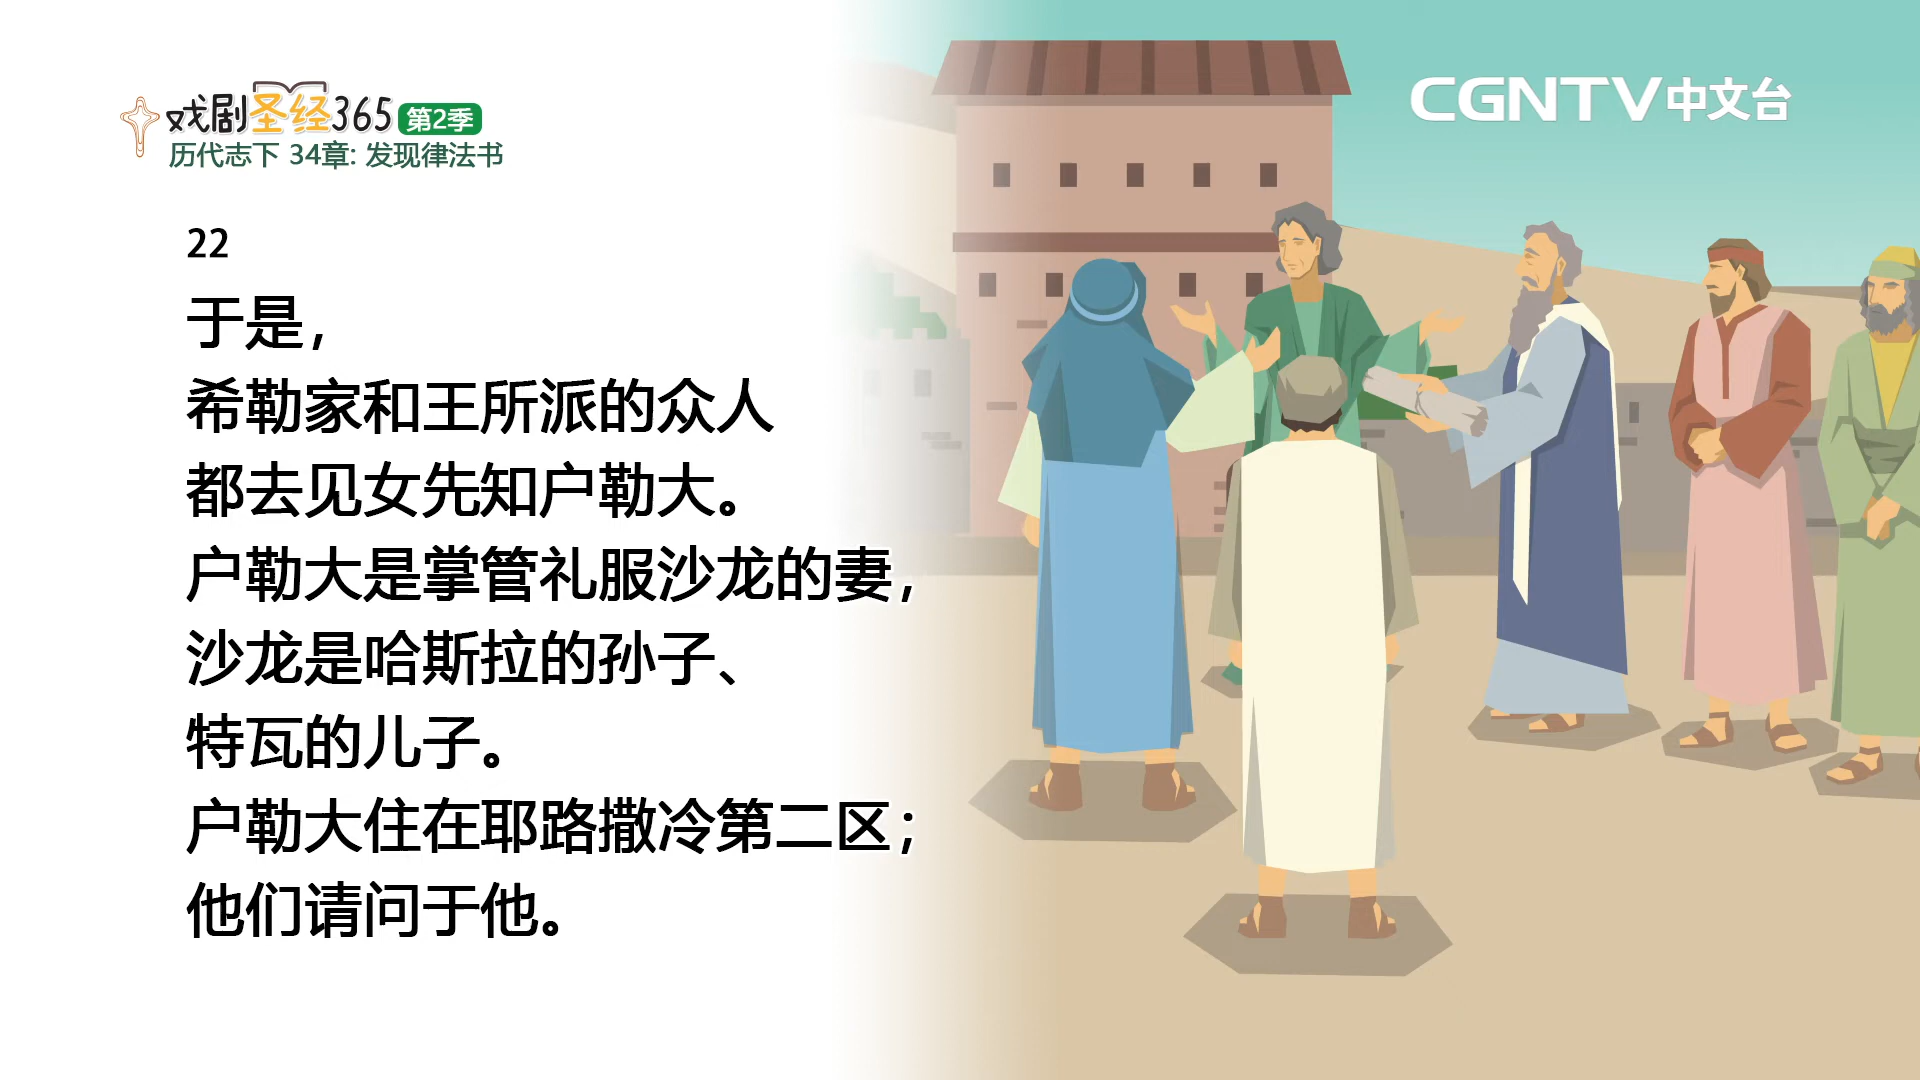 戏剧圣经365 第2季
历代志下 34章: 发现律法书
CGNTV中文台
22
于是，
希勒家和王所派的众人
都去见女先知户勒大。
户勒大是掌管礼服沙龙的妻，
沙龙是哈斯拉的孙子、
特瓦的儿子。
户勒大住在耶路撒冷第二区；
他们请问于他。